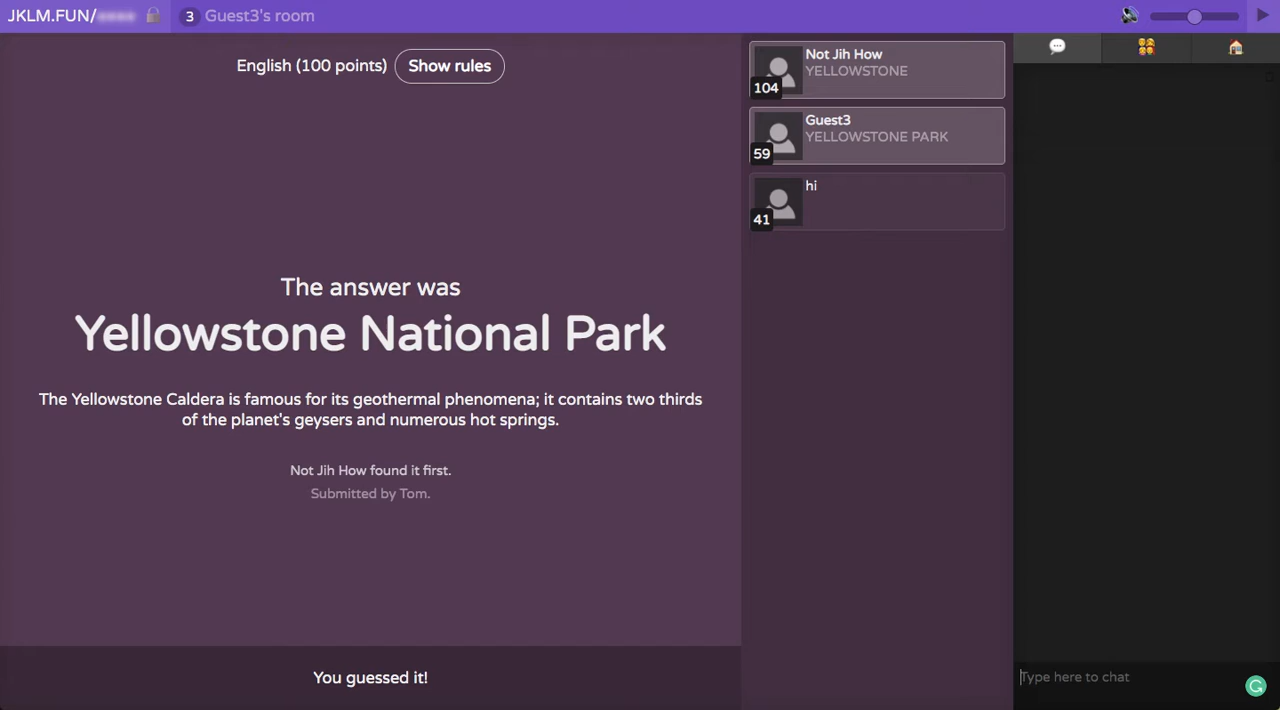 JKLM.FUN/
3 Guest3's room
English (100 points) Show rules
The answer was
Yellowstone National Park
The Yellowstone Caldera is famous for its geothermal phenomena; it contains two thirds
of the planet's geysers and numerous hot springs.
Not Jih How found it first.
Submitted by Tom.
You guessed it!
Not Jih How
YELLOWSTONE
104
Guest3
YELLOWSTONE PARK
59
hi
41
Type here to chat